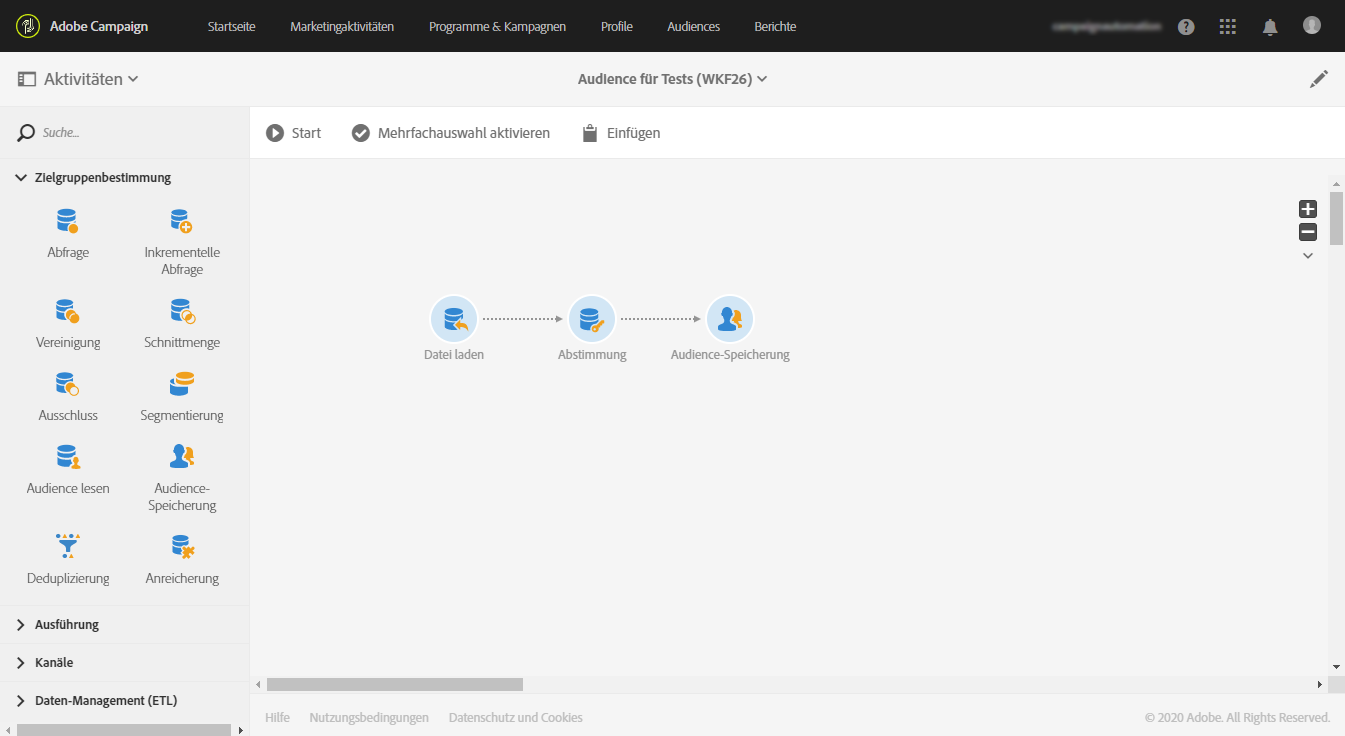 Adobe Campaign
Startseite
Marketingaktivitäten
Programme & Kampagnen
Profile
Audiences
Berichte
Aktivitäten
Audience für Tests (WKF26)
Suche...
Start
Mehrfachauswahl aktivieren
Einfügen
Zielgruppenbestimmung
Abfrage
Inkrementelle
Abfrage
Vereinigung
Schnittmenge
Ausschluss
Segmentierung
Audience lesen
Audience-
Speicherung
Deduplizierung
Anreicherung
Ausführung
Kanäle
Daten-Management (ETL)
Datei laden
Abstimmung
Audience-Speicherung
Hilfe
Nutzungsbedingungen
Datenschutz und Cookies
© 2020 Adobe. All Rights Reserved.